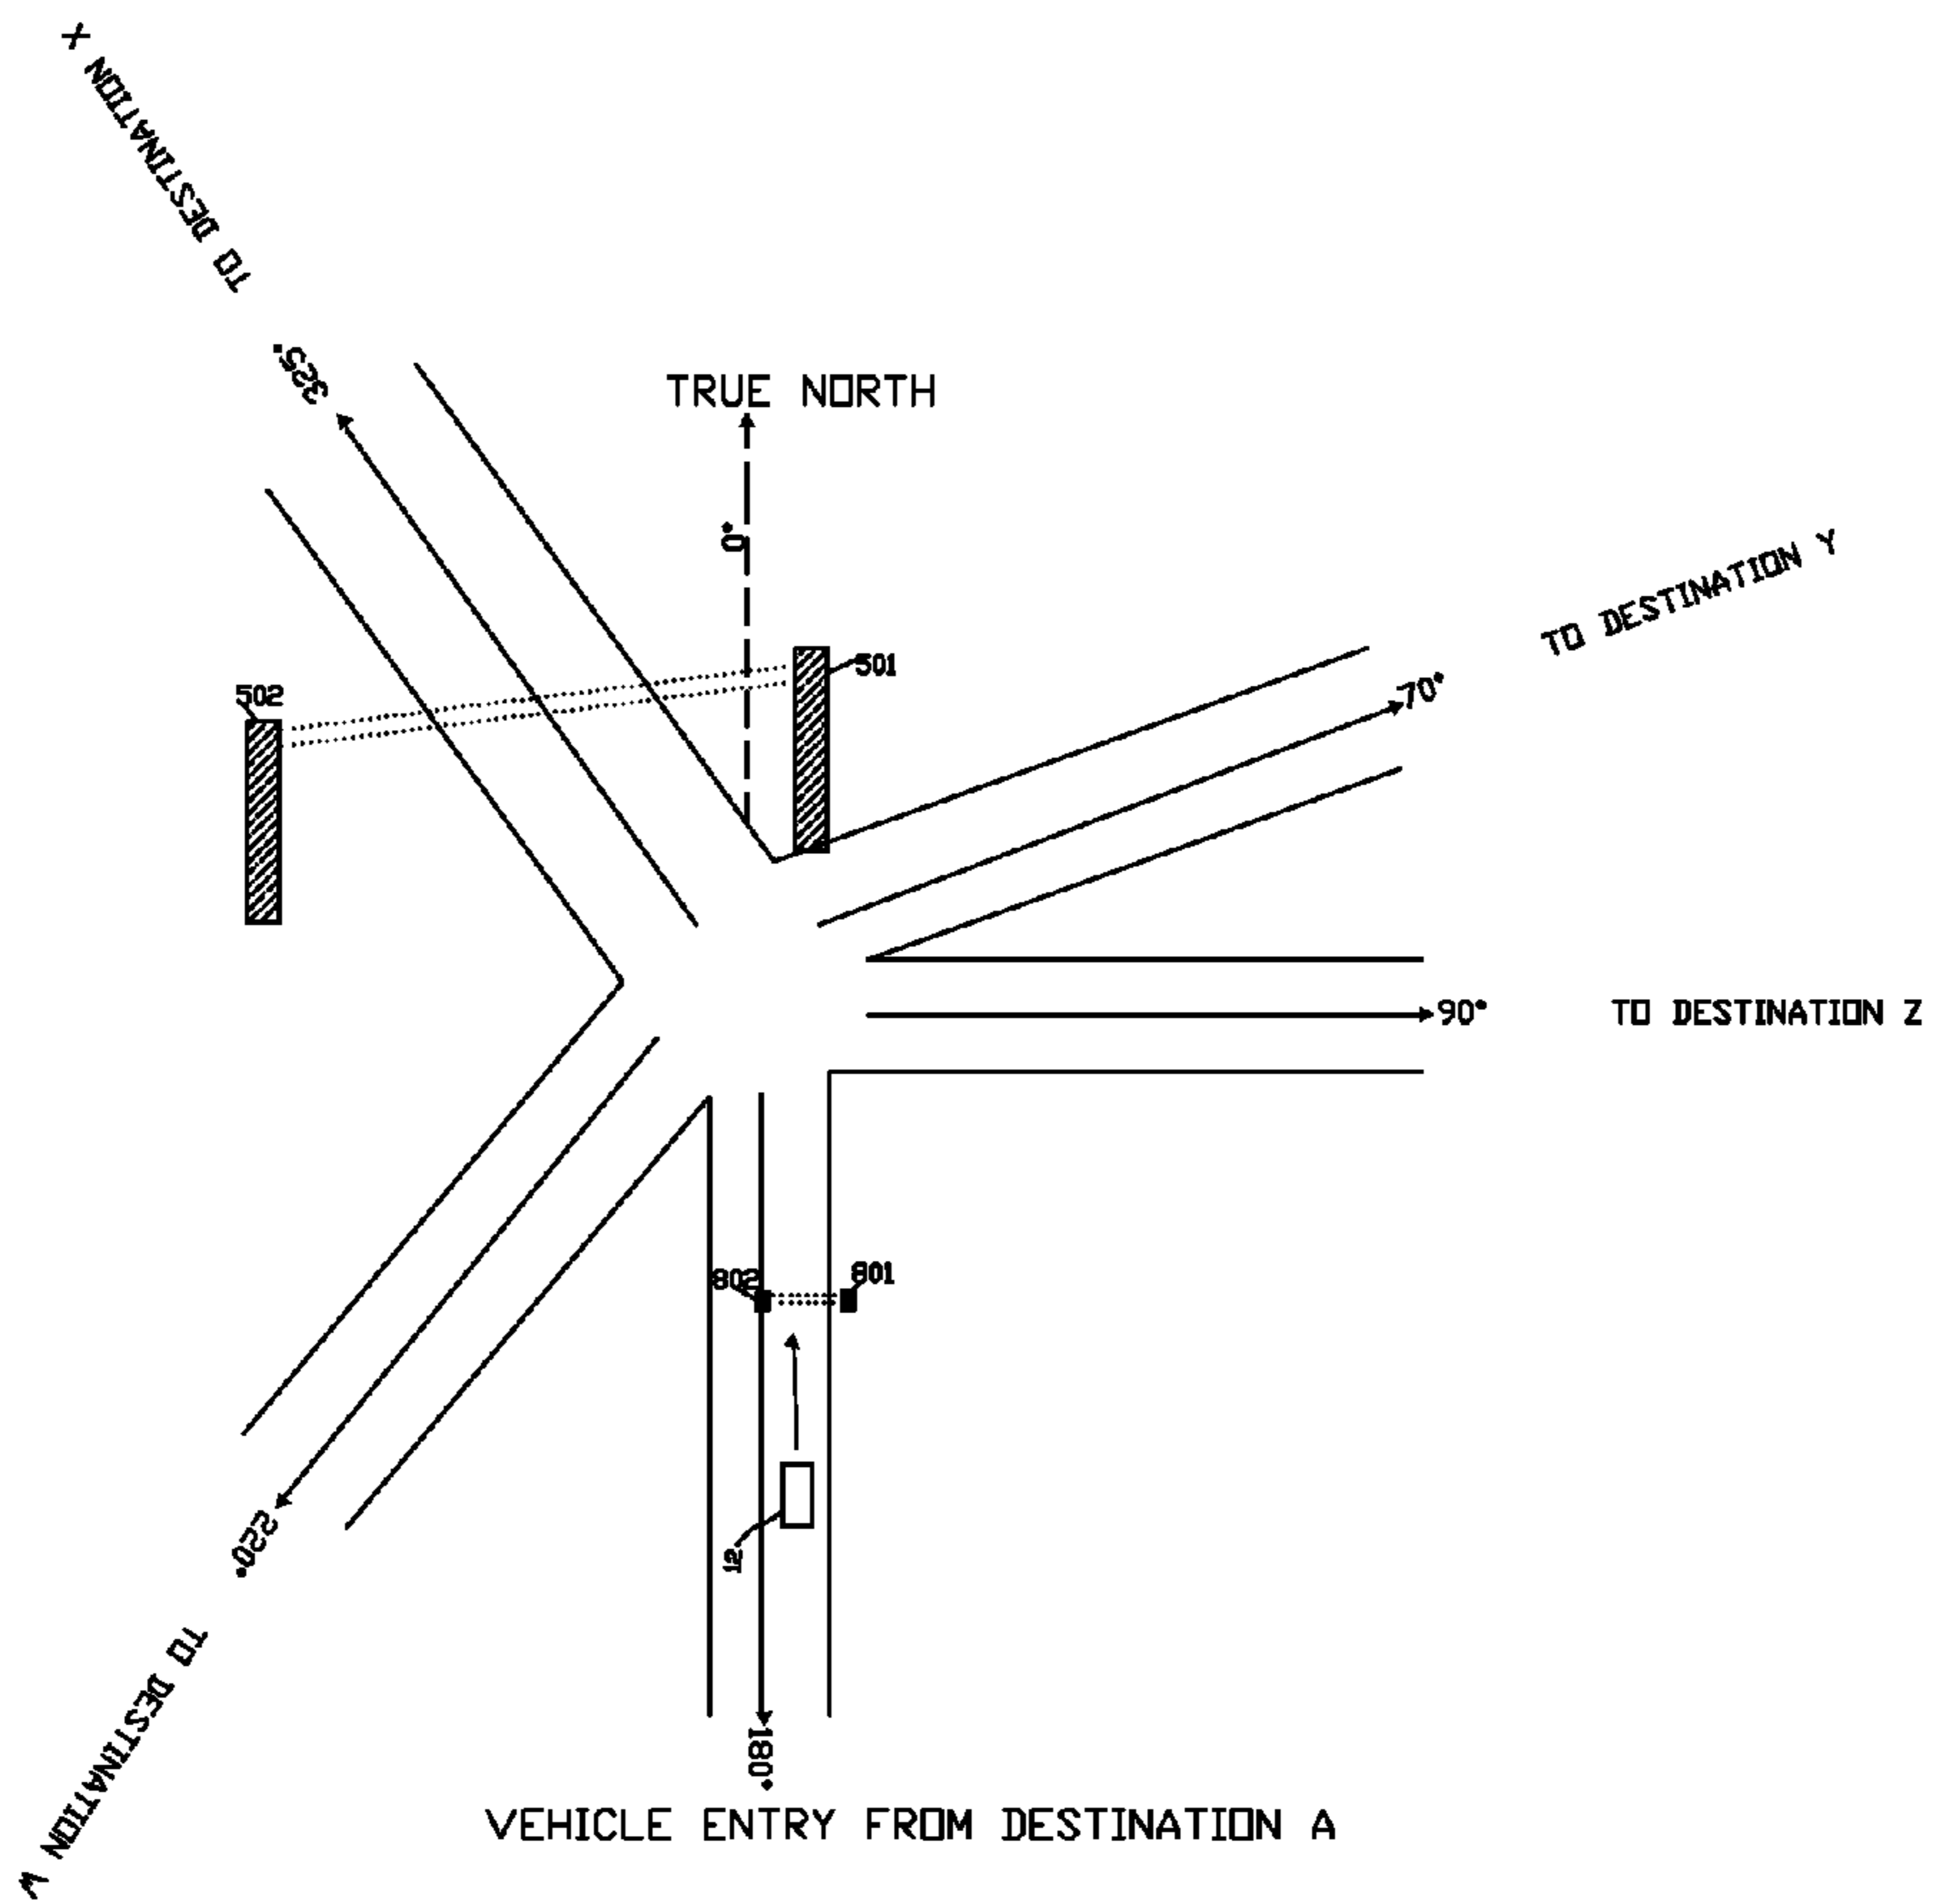 TO DESTINATION X
325°
TRUE NORTH
0°
TO DESTINATION Y
501
70°
502
90°
TO DESTINATION Z
802
801
220°
12
TO DESTINATION W
180°
VEHICLE ENTRY FROM DESTINATION A